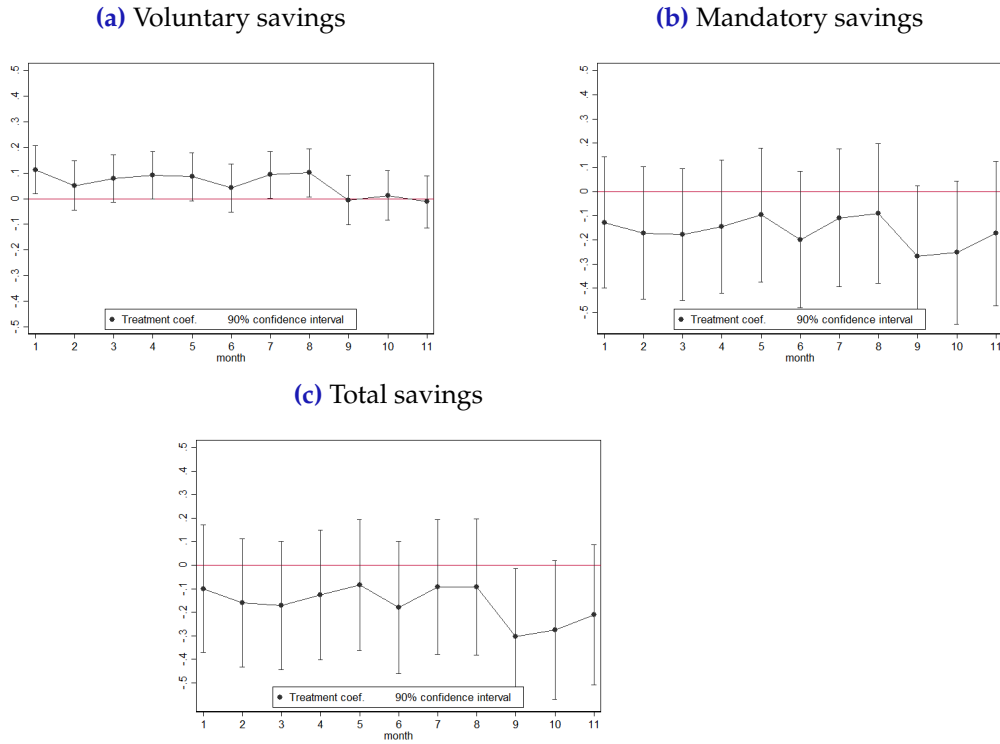 (a) Voluntary savings
.5
.4
.3
.2
.1
0
-.1
-.2
-.3
-.4
-.5
Treatment coef. 90% confidence interval
1 2 3 4 5 6 7 8 9 10 11
month
(b) Mandatory savings
.5
.4
.3
.2
.1
0
-.1
-.2
-.3
-.4
-.5
Treatment coef. 90% confidence interval
1 2 3 4 5 6 7 8 9 10 11
month
(c) Total savings
.5
.4
.3
.2
.1
0
-.1
-.2
-.3
-.4
-.5
Treatment coef. 90% confidence interval
1 2 3 4 5 6 7 8 9 10 11
month